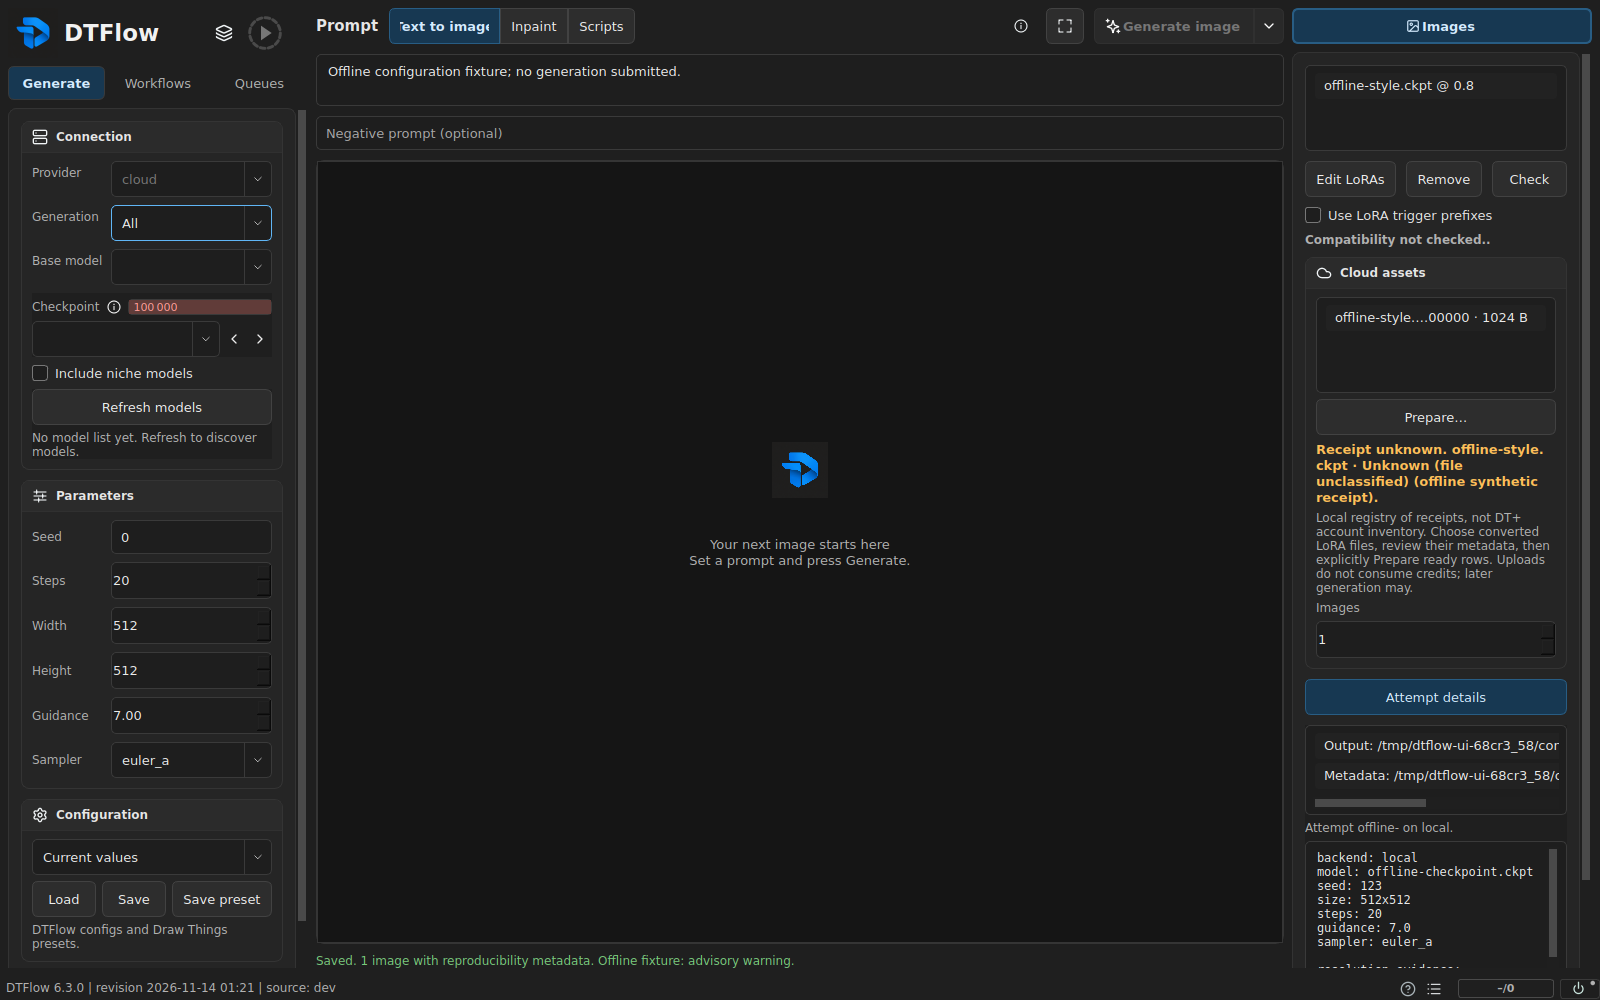 DTFlow
Generate
Workflows
Queues
Connection
Provider
cloud
Generation
All
Base model
Checkpoint
100 000
Include niche models
Refresh models
No model list yet. Refresh to discover
models.
Parameters
Seed
0
Steps
20
Width
512
Height
512
Guidance
7.00
Sampler
euler_a
Configuration
Current values
Load
Save
Save preset
DTFlow configs and Draw Things
presets.
Prompt
Text to image
Inpaint
Scripts
Generate image
Offline configuration fixture; no generation submitted.
Negative prompt (optional)
Your next image starts here
Set a prompt and press Generate.
Saved. 1 image with reproducibility metadata. Offline fixture: advisory warning.
Images
offline-style.ckpt @ 0.8
Edit LoRAs
Remove
Check
Use LoRA trigger prefixes
Compatibility not checked..
Cloud assets
offline-style....00000 · 1024 B
Prepare...
Receipt unknown. offline-style.
ckpt · Unknown (file
unclassified) (offline synthetic
receipt).
Local registry of receipts, not DT+
account inventory. Choose converted
LoRA files, review their metadata, then
explicitly Prepare ready rows. Uploads
do not consume credits; later
generation may.
Images
1
Attempt details
Output: /tmp/dtflow-ui-68cr3_58/cor
Metadata: /tmp/dtflow-ui-68cr3_58/c
Attempt offline- on local.
backend: local
model: offline-checkpoint.ckpt
seed: 123
size: 512x512
steps: 20
guidance: 7.0
sampler: euler_a
DTFlow 6.3.0 | revision 2026-11-14 01:21 | source: dev
–/0